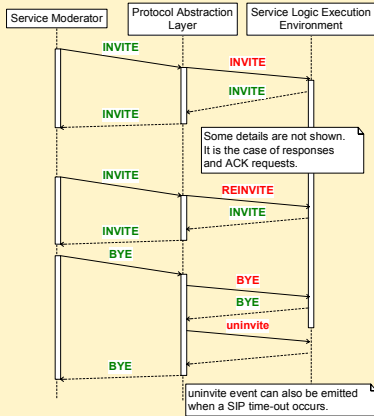 Service Moderator
Protocol Abstraction
Layer
Service Logic Execution
Environment
INVITE
INVITE
INVITE
INVITE
Some details are not shown.
It is the case of responses
and ACK requests.
INVITE
REINVITE
INVITE
INVITE
BYE
BYE
BYE
uninvite
BYE
uninvite event can also be emitted
when a SIP time-out occurs.